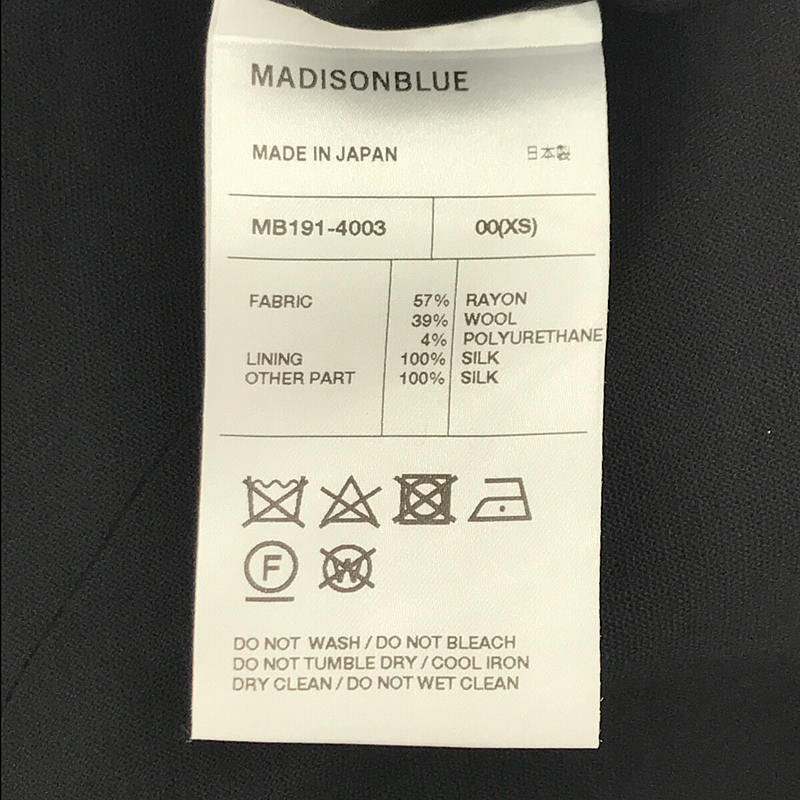 MADISONBLUE
MADE IN JAPAN 日本製
MB191-4003 00(XS)
FABRIC 57% RAYON
39% WOOL
4% POLYURETHANE
LINING 100% SILK
OTHER PART 100% SILK
F W
DO NOT WASH / DO NOT BLEACH
DO NOT TUMBLE DRY / COOL IRON
DRY CLEAN / DO NOT WET CLEAN